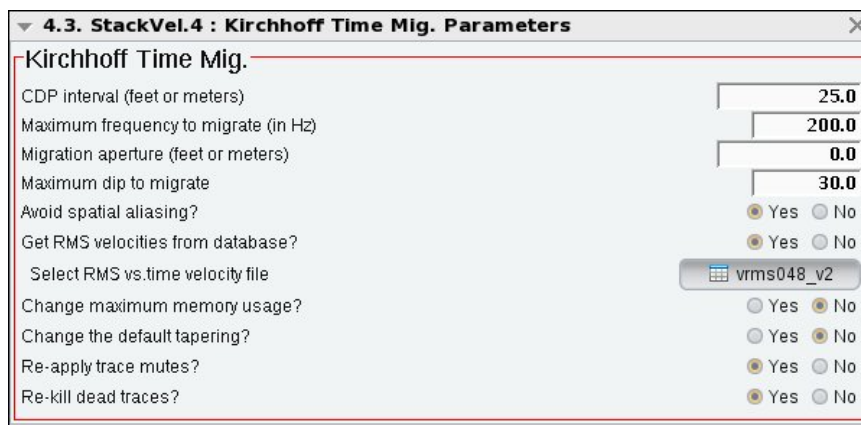 4.3. StackVel.4 : Kirchhoff Time Mig. Parameters
Kirchhoff Time Mig.
CDP interval (feet or meters) 25.0
Maximum frequency to migrate (in Hz) 200.0
Migration aperture (feet or meters) 0.0
Maximum dip to migrate 30.0
Avoid spatial aliasing? Yes No
Get RMS velocities from database? Yes No
Select RMS vs.time velocity file vrms048_v2
Change maximum memory usage? Yes No
Change the default tapering? Yes No
Re-apply trace mutes? Yes No
Re-kill dead traces? Yes No